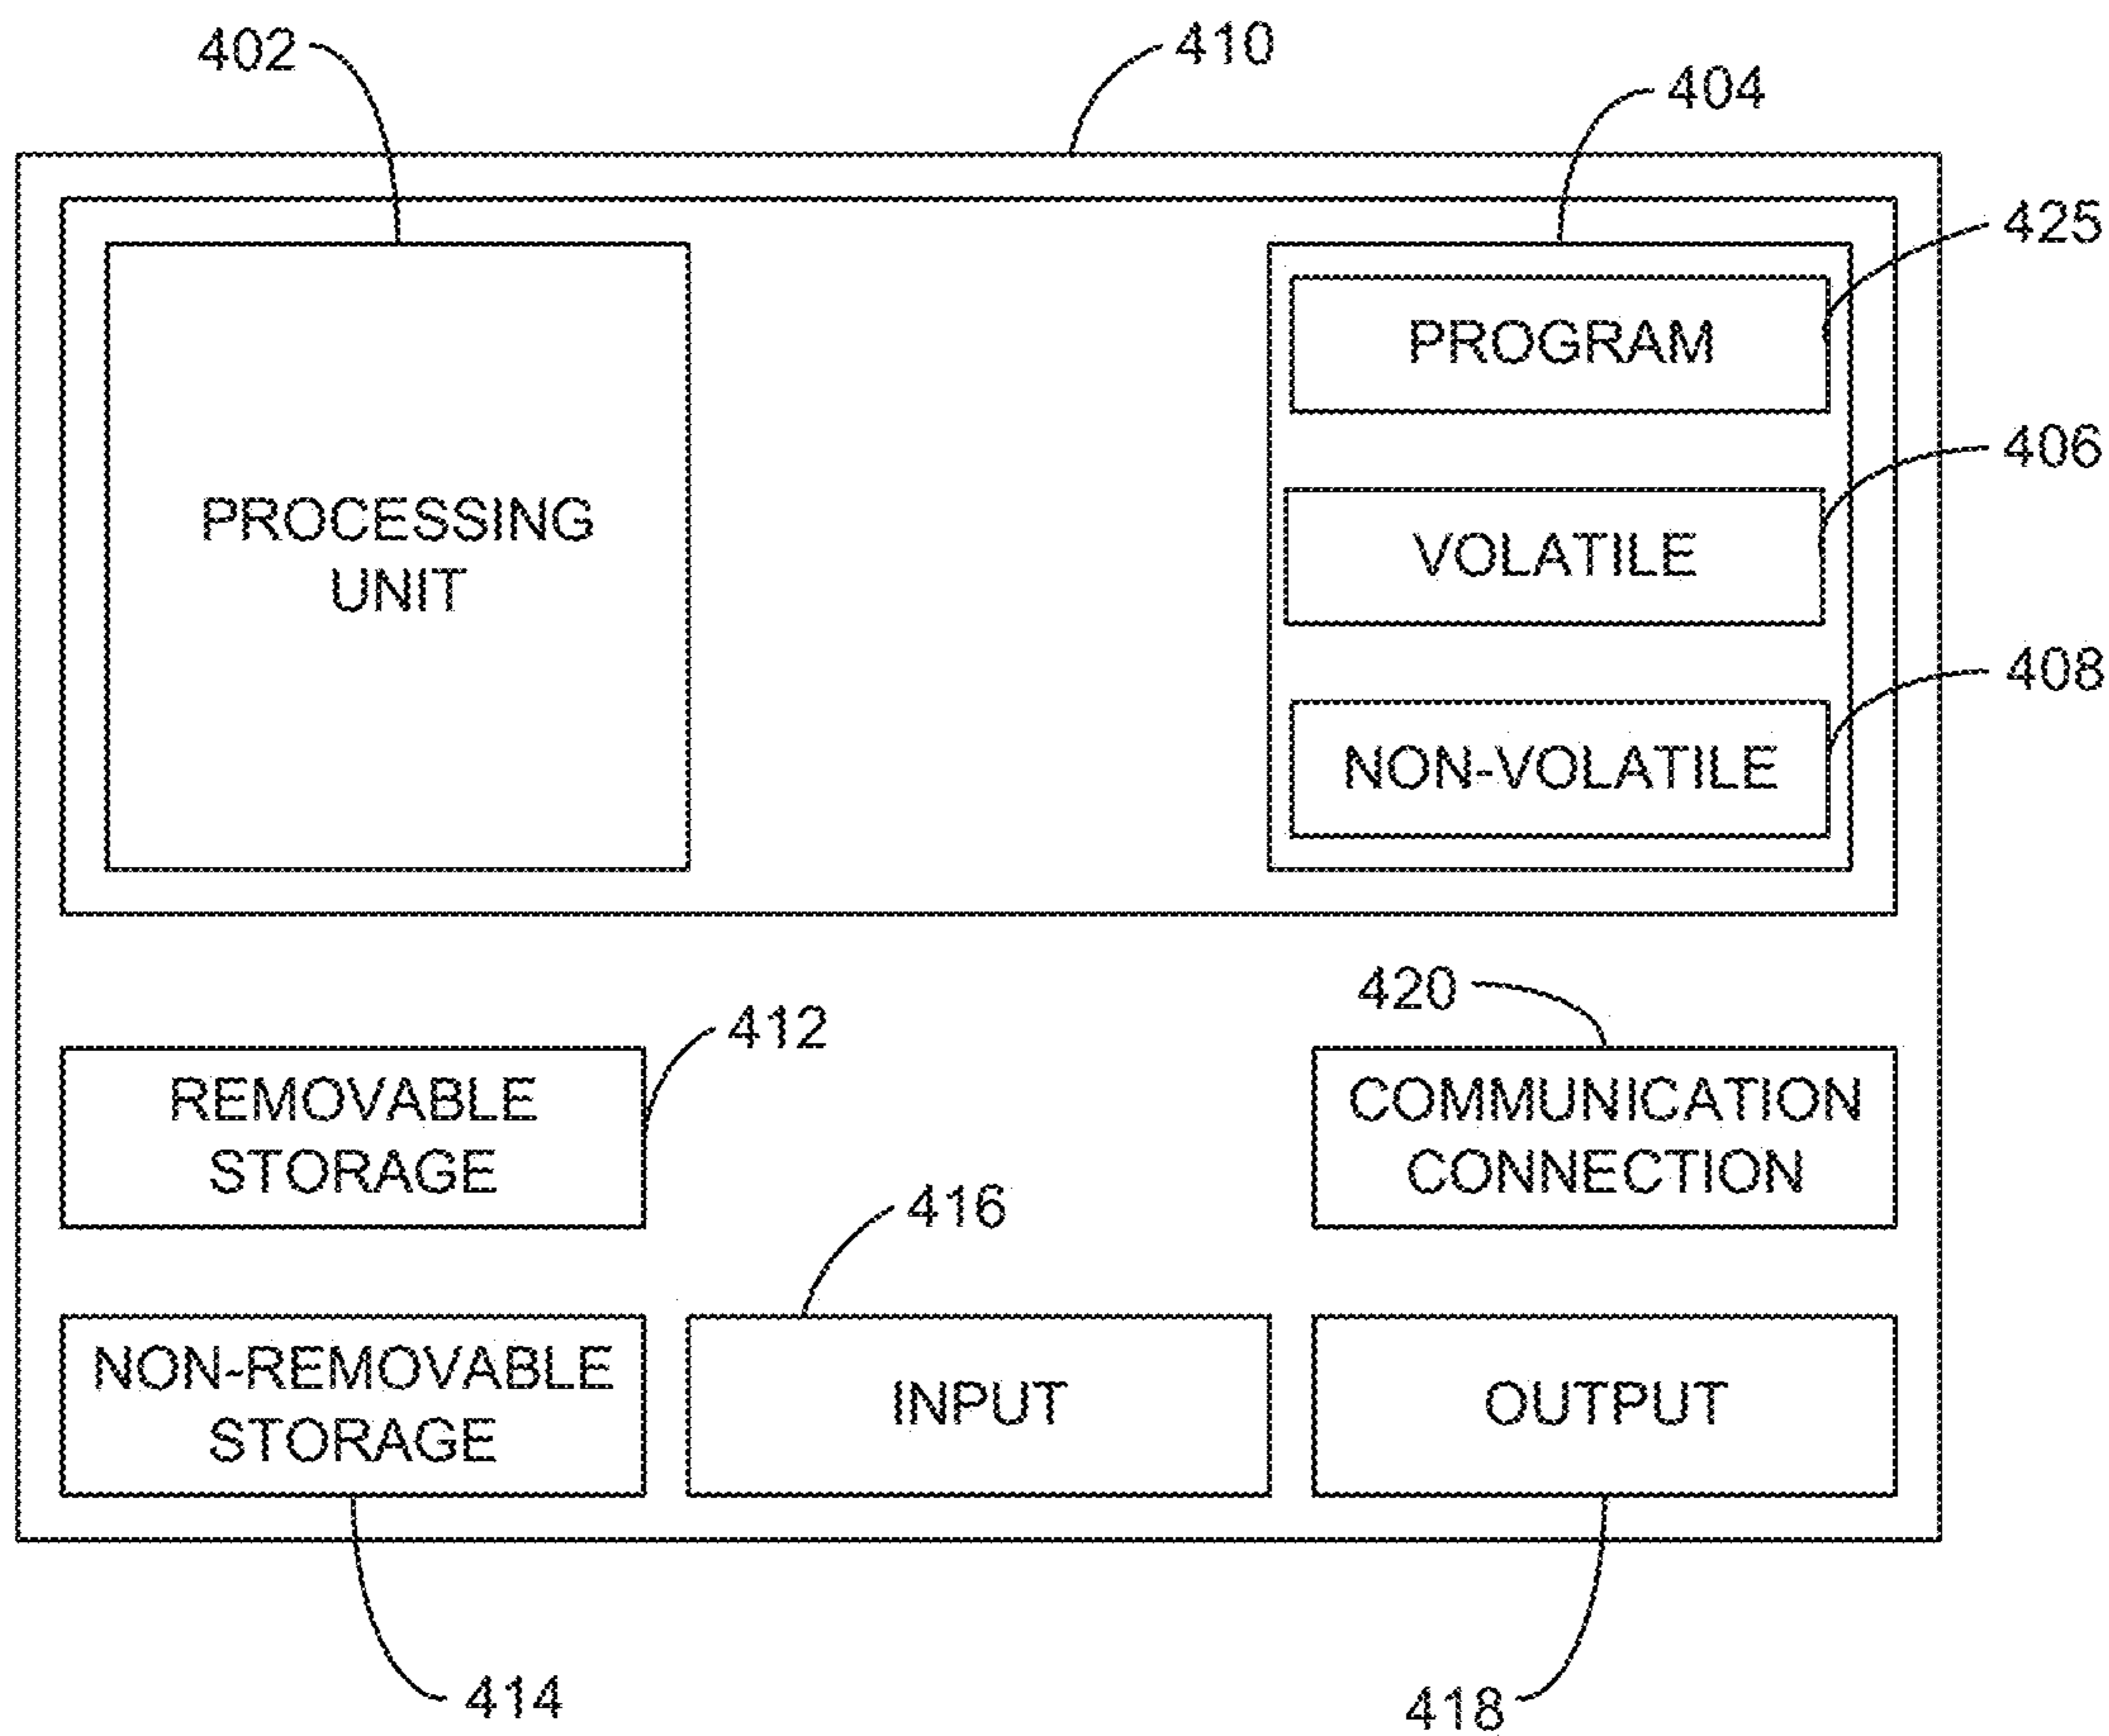 402
410
404
425
PROGRAM
406
PROCESSING
UNIT
VOLATILE
408
NON-VOLATILE
420
412
REMOVABLE
STORAGE
COMMUNICATION
CONNECTION
416
NON-REMOVABLE
STORAGE
INPUT
OUTPUT
414
418